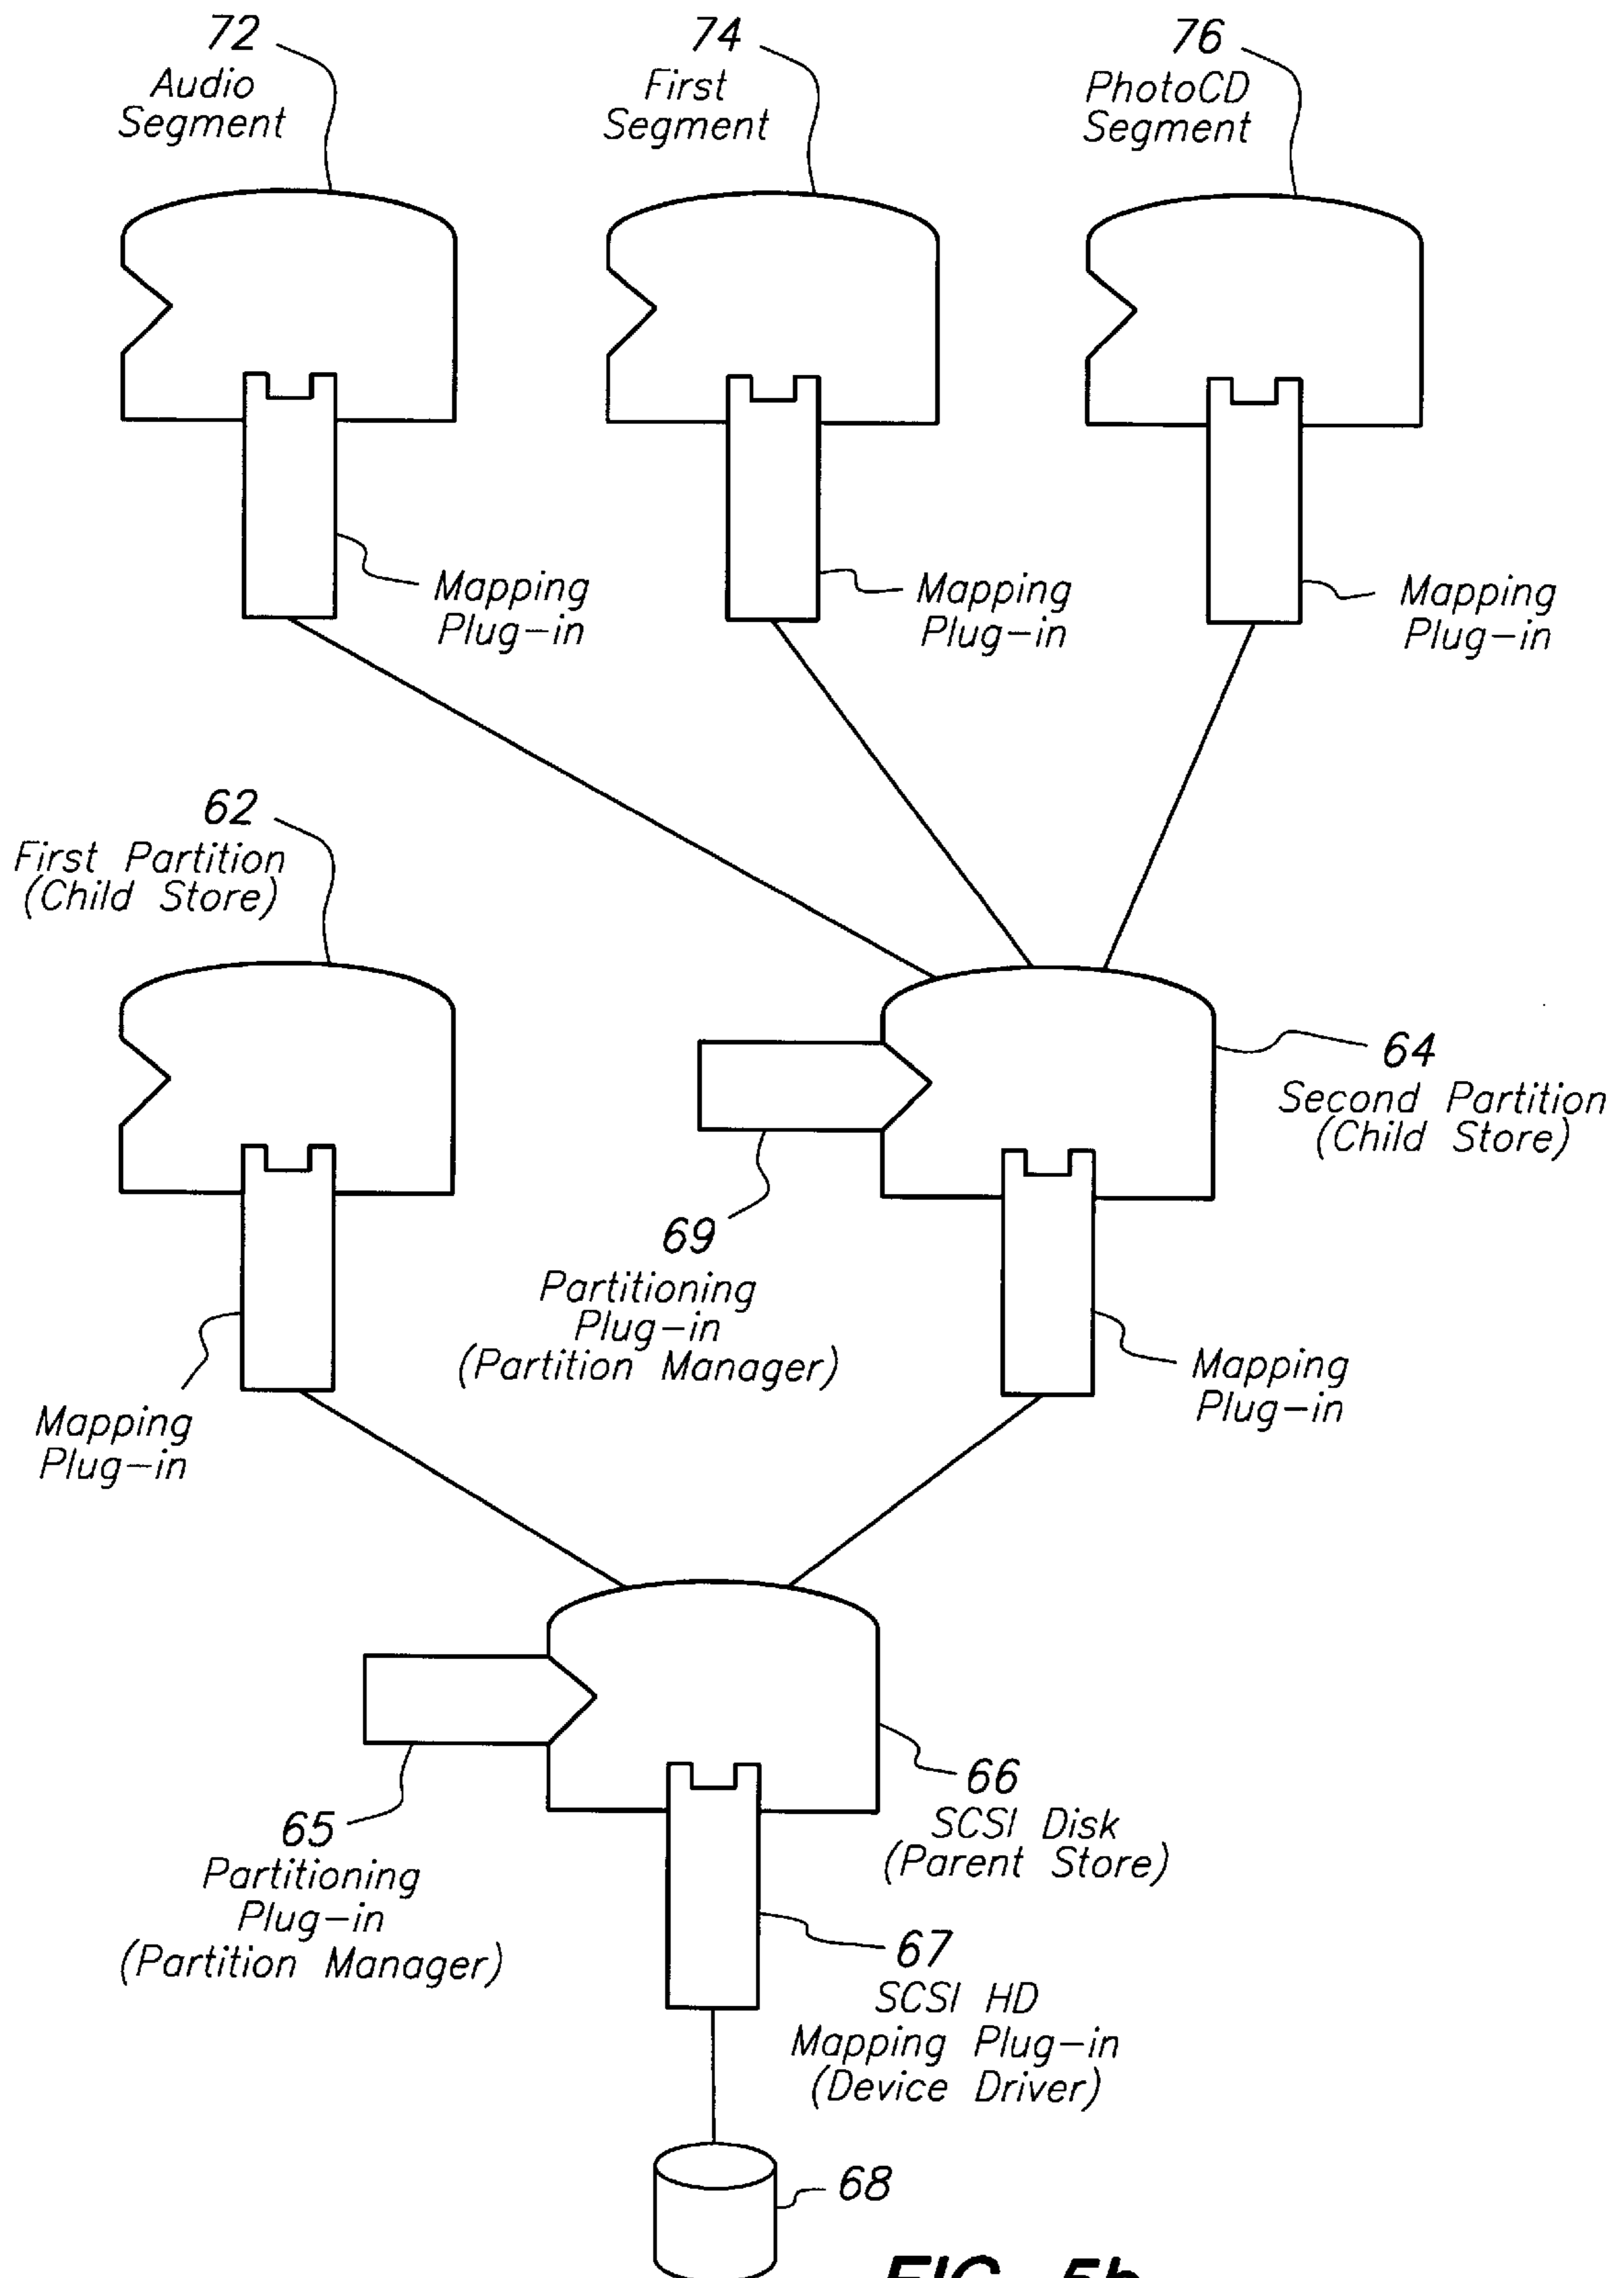 72
Audio
Segment
74
First
Segment
76
PhotoCD
Segment
Mapping
Plug-in
Mapping
Plug-in
Mapping
Plug-in
62
First Partition
(Child Store)
64
Second Partition
(Child Store)
69
Partitioning
Plug-in
(Partition Manager)
Mapping
Plug-in
Mapping
Plug-in
66
SCSI Disk
(Parent Store)
65
Partitioning
Plug-in
(Partition Manager)
67
SCSI HD
Mapping Plug-in
(Device Driver)
68
FIG. 5b